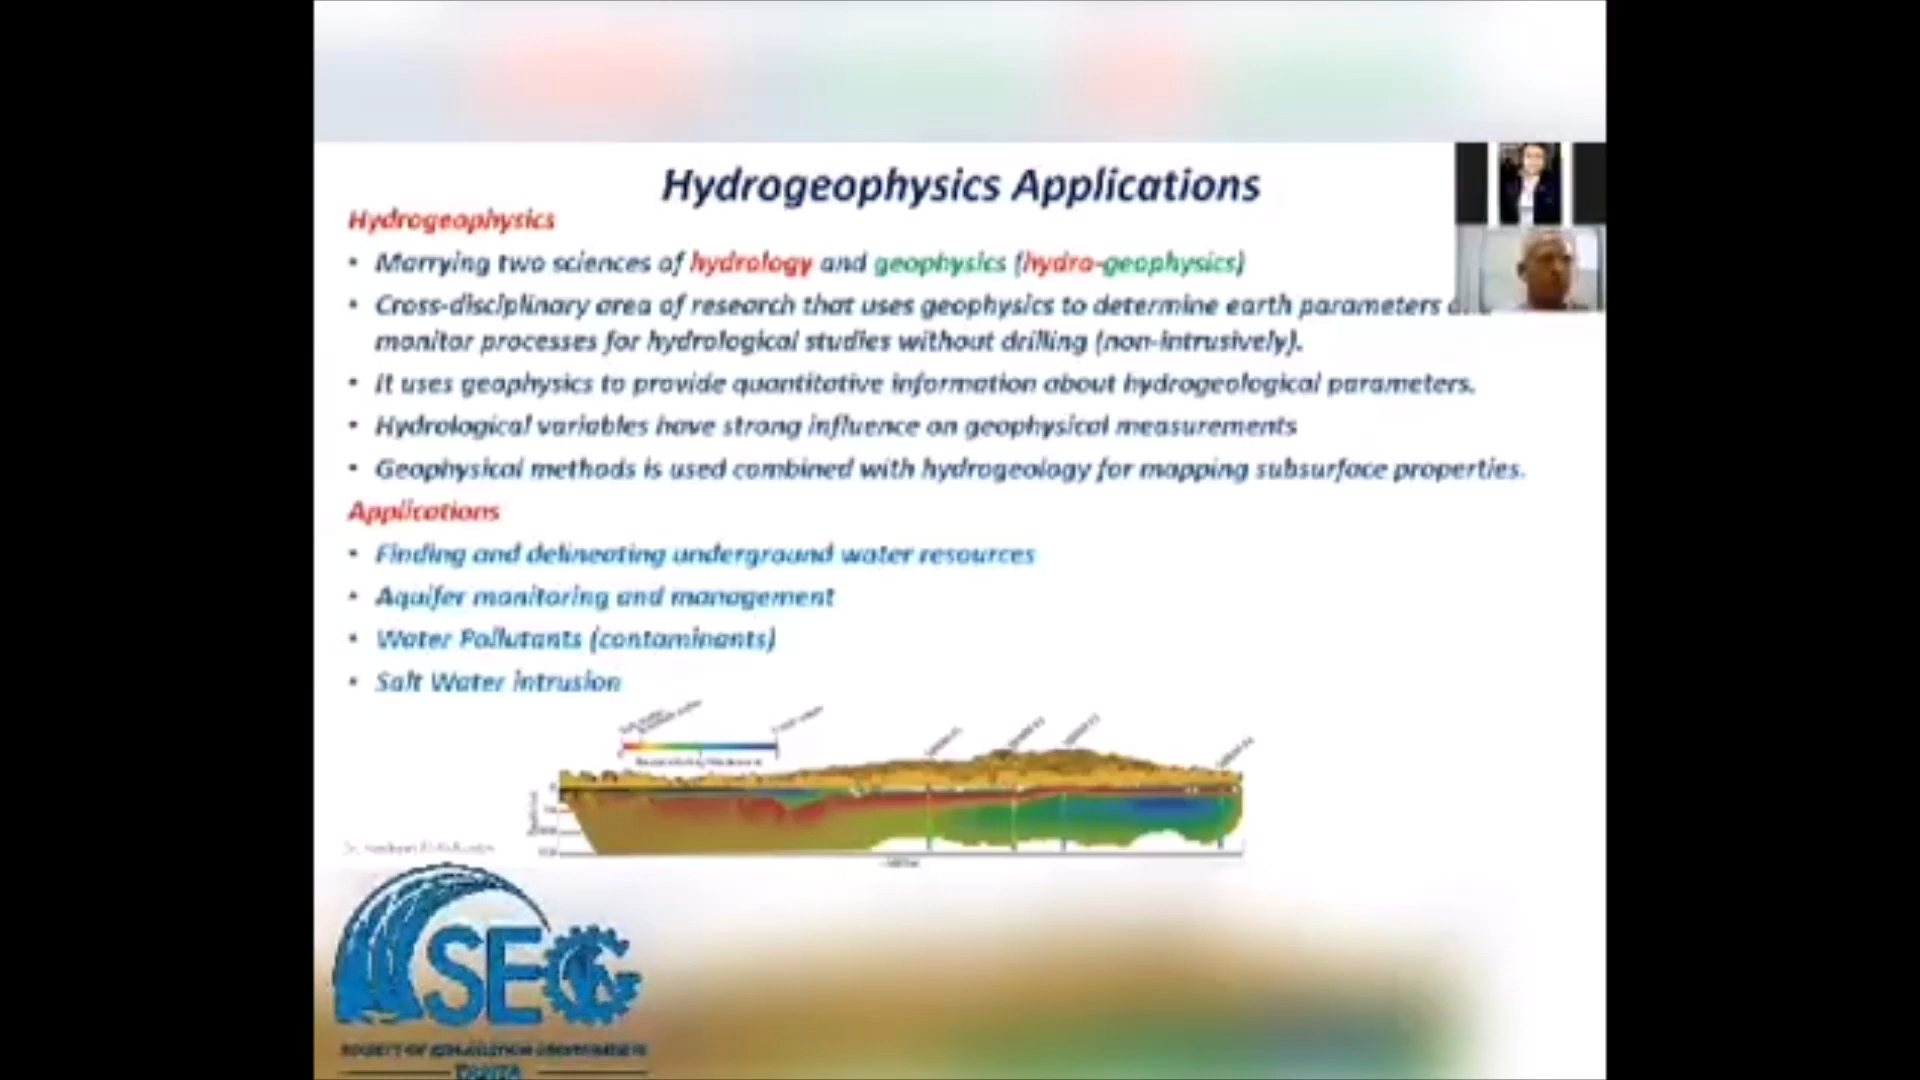 Hydrogeophysics Applications
Hydrogeophysics
• Marrying two sciences of hydrology and geophysics (hydro-geophysics)
• Cross-disciplinary area of research that uses geophysics to determine earth parameters
monitor processes for hydrological studies without drilling (non-intrusively).
• It uses geophysics to provide quantitative information about hydrogeological parameters.
• Hydrological variables have strong influence on geophysical measurements
• Geophysical methods is used combined with hydrogeology for mapping subsurface properties.
Applications
• Finding and delineating underground water resources
• Aquifer monitoring and management
• Water Pollutants (contaminants)
• Salt Water intrusion
SEG
SOCIETY OF EXPLORATION GEOPHYSICISTS